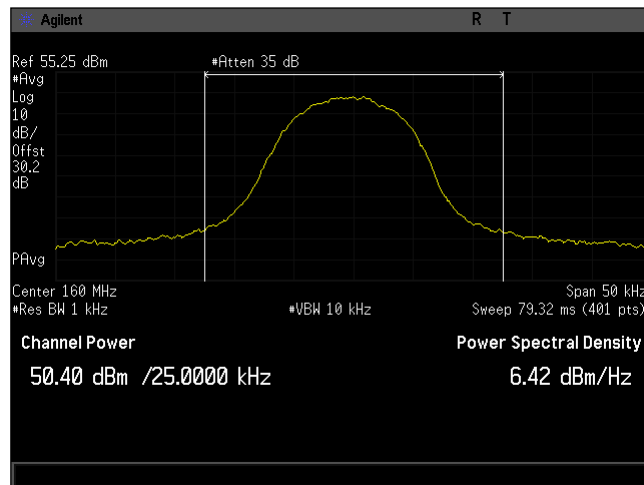 Agilent R T
Ref 55.25 dBm #Atten 35 dB
#Avg
Log
10
dB/
Offst
30.2
dB
PAvg
Center 160 MHz Span 50 kHz
#Res BW 1 kHz #VBW 10 kHz Sweep 79.32 ms (401 pts)
Channel Power Power Spectral Density
50.40 dBm /25.0000 kHz 6.42 dBm/Hz